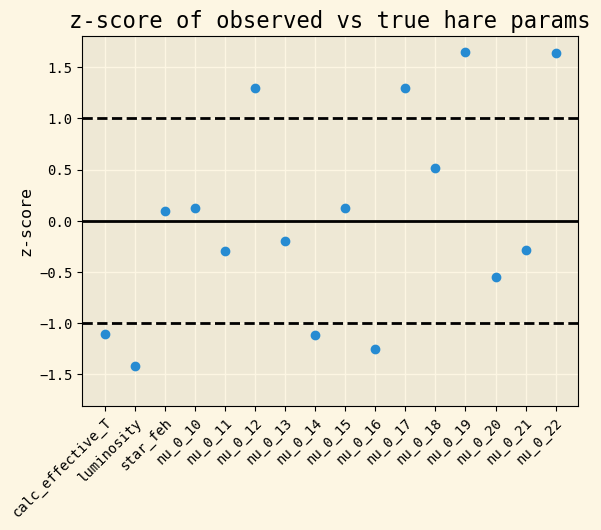 z-score of observed vs true hare params
z-score
1.5
1.0
0.5
0.0
−0.5
−1.0
−1.5
calc_effective_T
luminosity
star_feh
nu_0_10
nu_0_11
nu_0_12
nu_0_13
nu_0_14
nu_0_15
nu_0_16
nu_0_17
nu_0_18
nu_0_19
nu_0_20
nu_0_21
nu_0_22